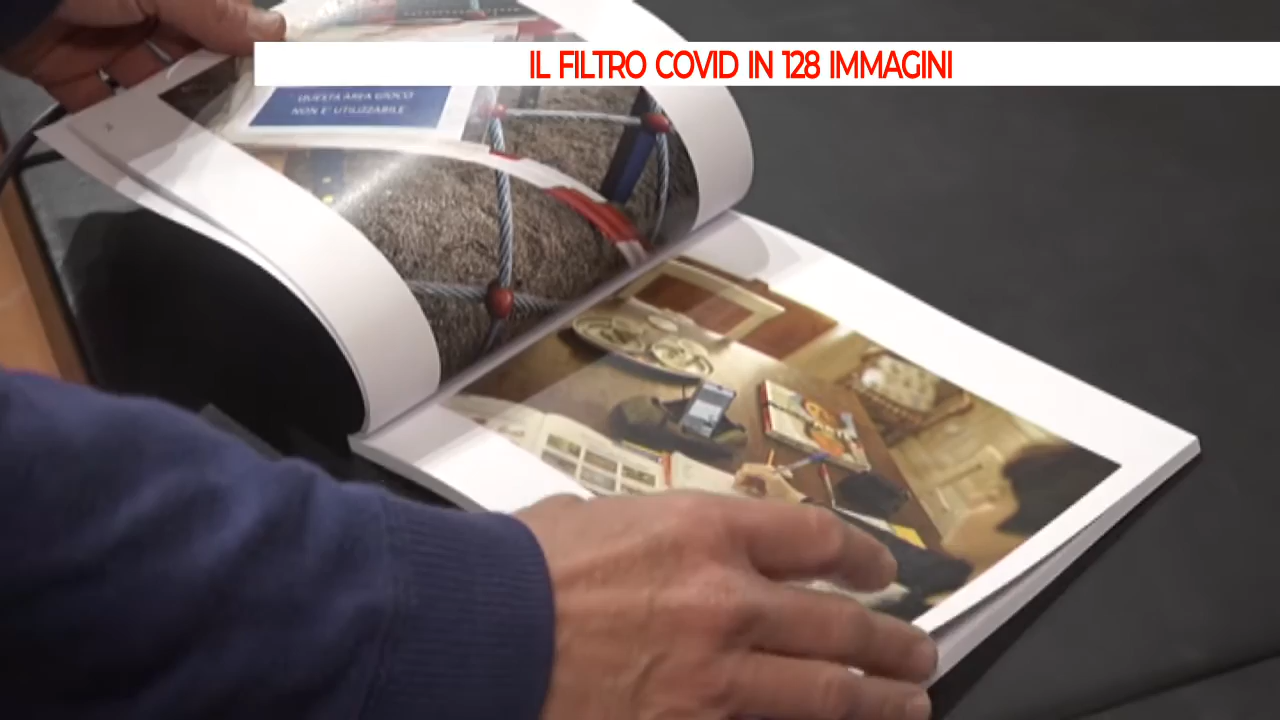 IL FILTRO COVID IN 128 IMMAGINI
QUESTA AREA GIOCO
NON E' UTILIZZABILE